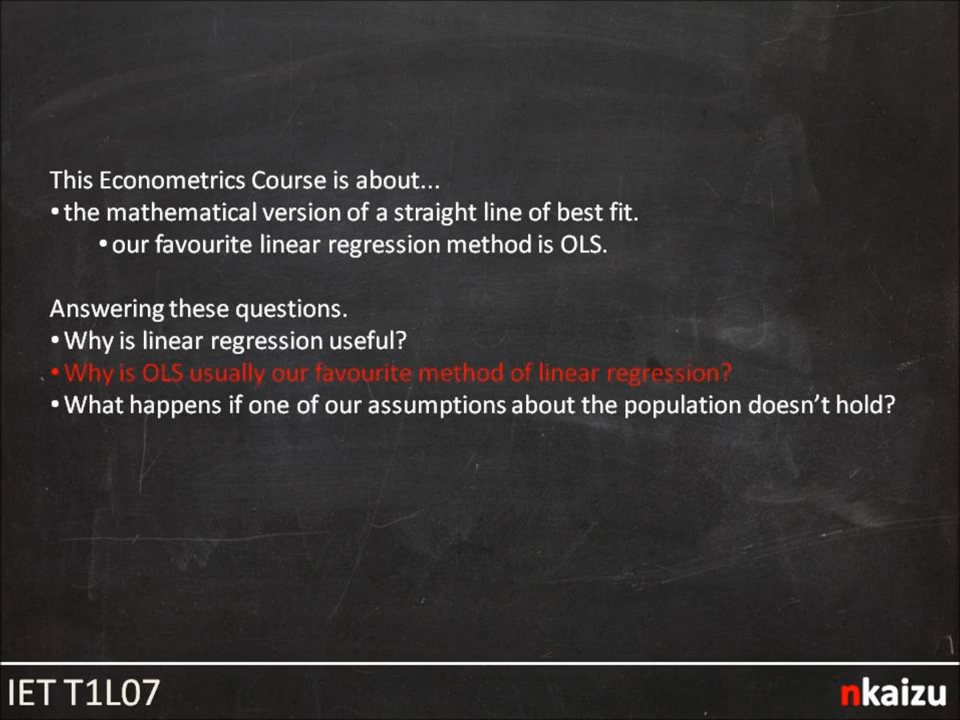 This Econometrics Course is about...
•the mathematical version of a straight line of best fit.
•our favourite linear regression method is OLS.
Answering these questions.
•Why is linear regression useful?
•Why is OLS usually our favourite method of linear regression?
•What happens if one of our assumptions about the population doesn’t hold?
IET T1L07
nkaizu